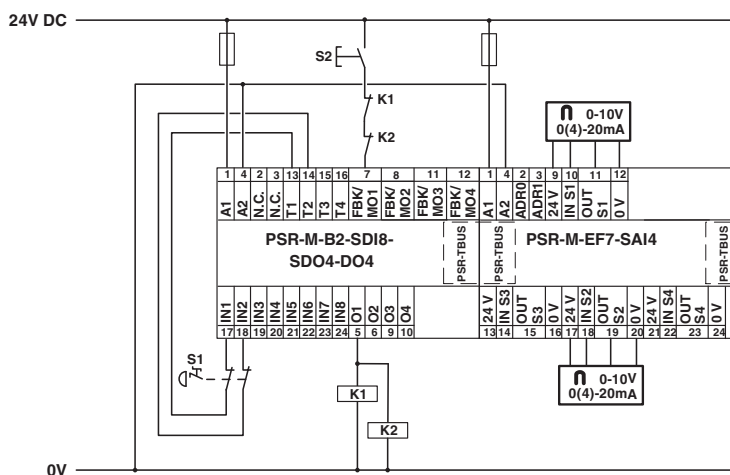 24V DC
S2
K1
K2
0-10V
0(4)-20mA
1 4 2 3 13 14 15 16 7 8 11 12 1 4 2 3 9 10 11 12
A1 A2 N.C. N.C. T1 T2 T3 T4 FBK/MO1 FBK/MO2 FBK/MO3 FBK/MO4 A1 A2 ADR0 ADR1 24 V IN S1 OUT S1 0 V
PSR-M-B2-SDI8-
SDO4-DO4
PSR-TBUS
PSR-TBUS
PSR-M-EF7-SAI4
PSR-TBUS
IN1 IN2 IN3 IN4 IN5 IN6 IN7 IN8 O1 O2 O3 O4 24 V IN S3 OUT S3 0 V 24 V IN S2 OUT S2 0 V 24 V IN S4 OUT S4 0 V
17 18 19 20 21 22 23 24 5 6 9 10 13 14 15 16 17 18 19 20 21 22 23 24
S1
K1
K2
0-10V
0(4)-20mA
0V